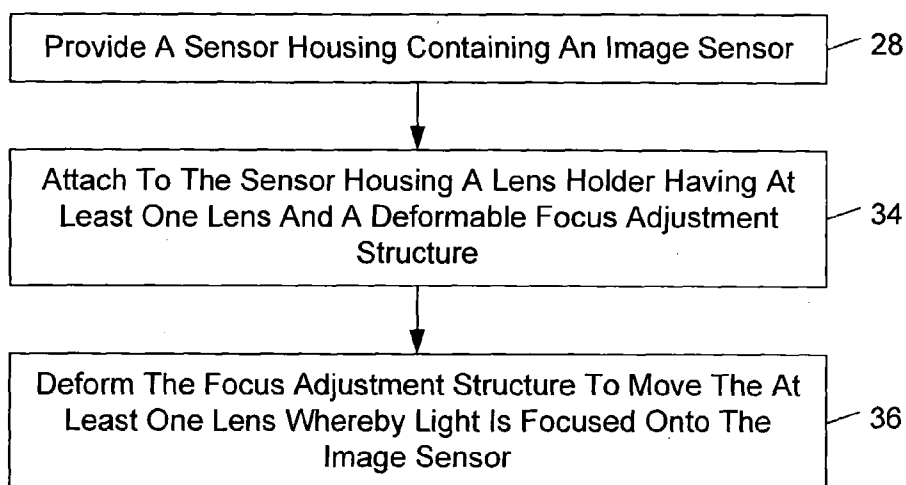 Provide A Sensor Housing Containing An Image Sensor
28
Attach To The Sensor Housing A Lens Holder Having At
Least One Lens And A Deformable Focus Adjustment
Structure
34
Deform The Focus Adjustment Structure To Move The At
Least One Lens Whereby Light Is Focused Onto The
Image Sensor
36